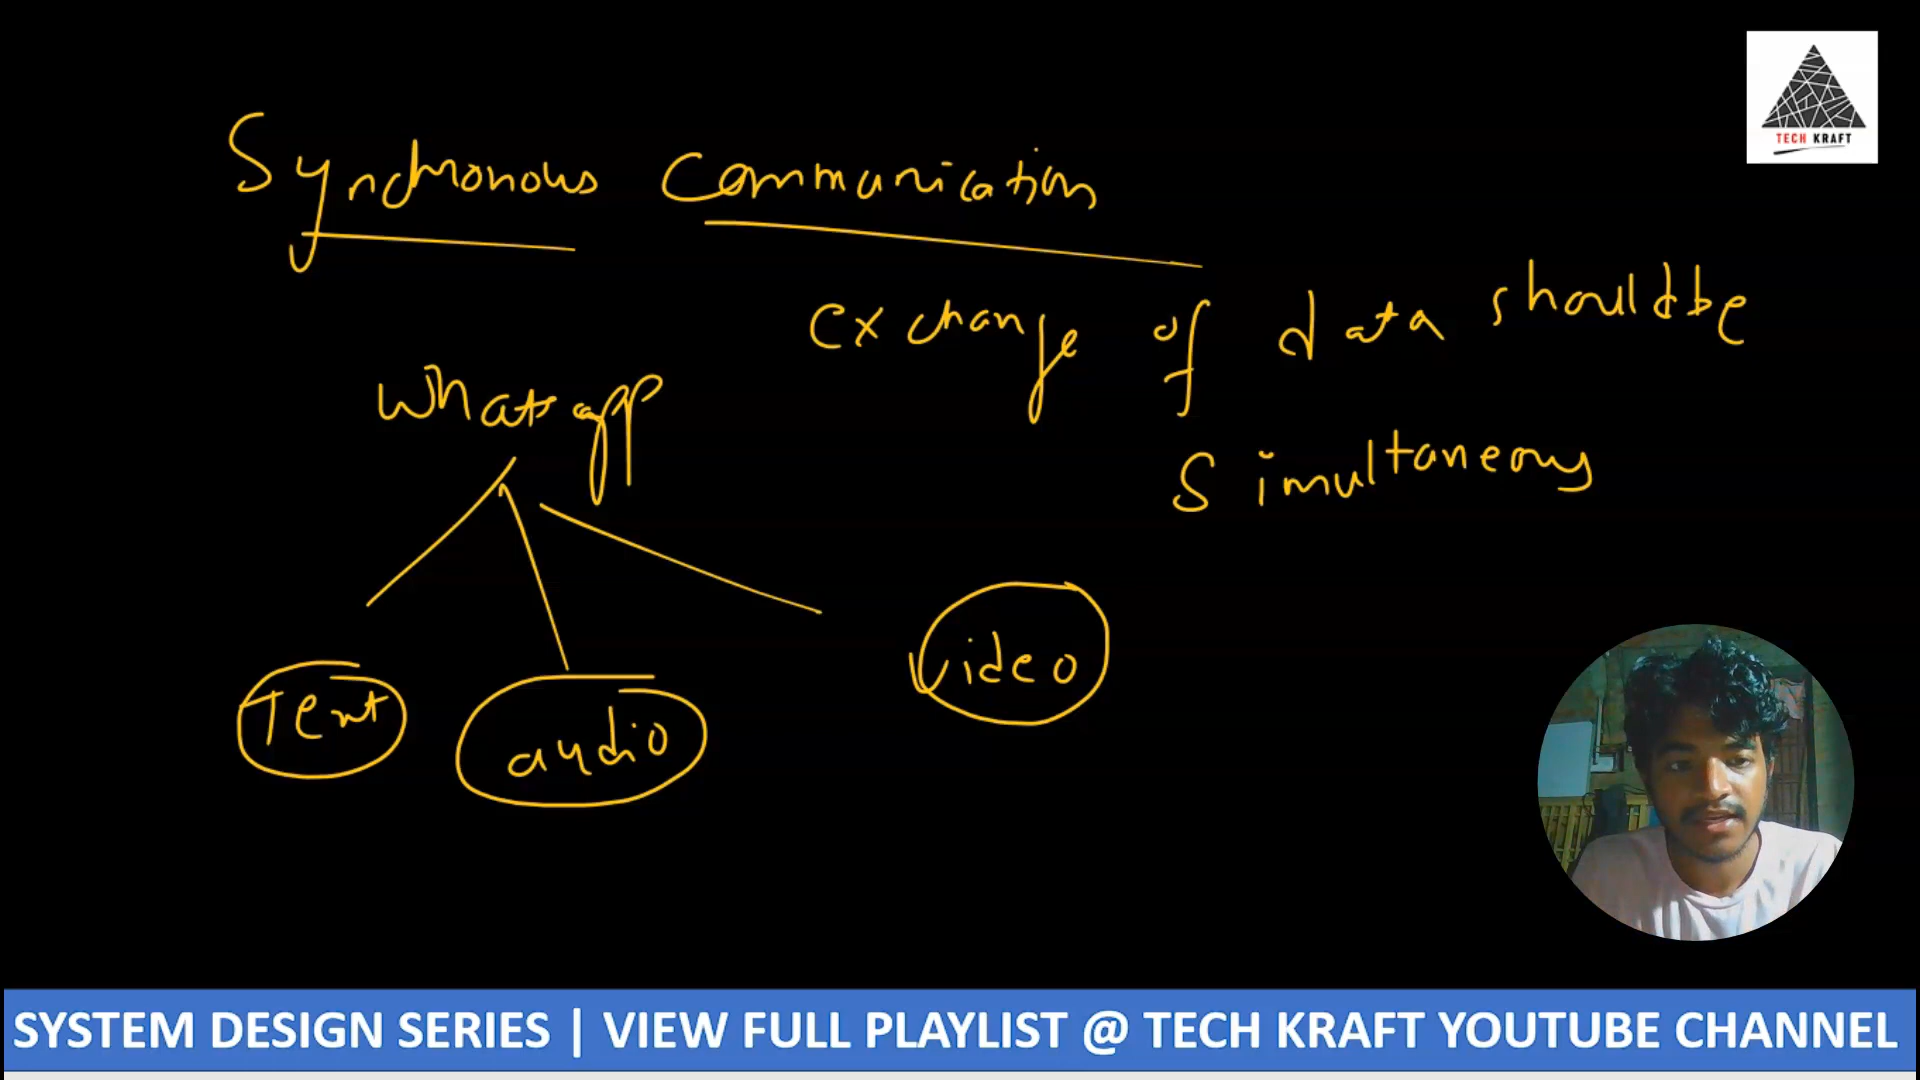 TECH KRAFT
Synchronous Communication
exchange of data should be
simultaneous
Whatsapp
Text
audio
Video
SYSTEM DESIGN SERIES | VIEW FULL PLAYLIST @ TECH KRAFT YOUTUBE CHANNEL